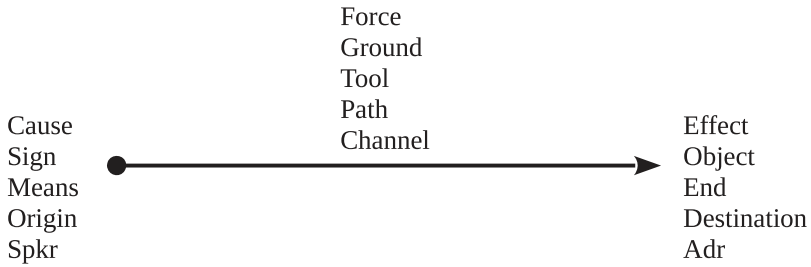 Force
Ground
Tool
Path
Channel
Cause
Sign
Means
Origin
Spkr
Effect
Object
End
Destination
Adr